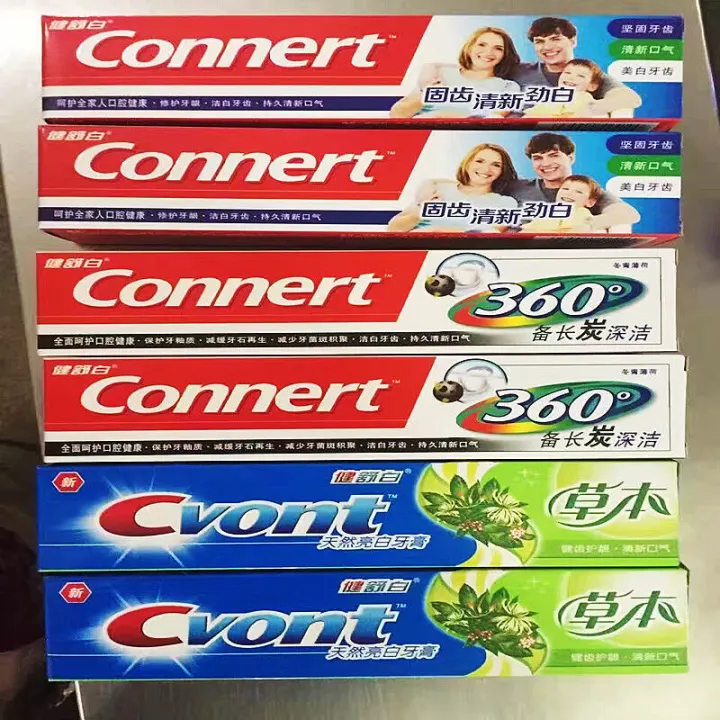 健舒白®
Connert™
坚固牙齿
清新口气
美白牙齿
固齿清新劲白
呵护全家人口腔健康·修护牙龈·洁白牙齿·持久清新口气
健舒白®
Connert™
坚固牙齿
清新口气
美白牙齿
固齿清新劲白
呵护全家人口腔健康·修护牙龈·洁白牙齿·持久清新口气
健舒白®
Connert™
冬青薄荷
360°
备长炭深洁
全面呵护口腔健康·保护牙釉质·减缓牙石再生·减少牙菌斑积聚·洁白牙齿·持久清新口气
健舒白®
Connert™
冬青薄荷
360°
备长炭深洁
全面呵护口腔健康·保护牙釉质·减缓牙石再生·减少牙菌斑积聚·洁白牙齿·持久清新口气
新
健舒白®
Cvont™
天然亮白牙膏
草本
健齿护龈·清新口气
新
健舒白®
Cvont™
天然亮白牙膏
草本
健齿护龈·清新口气